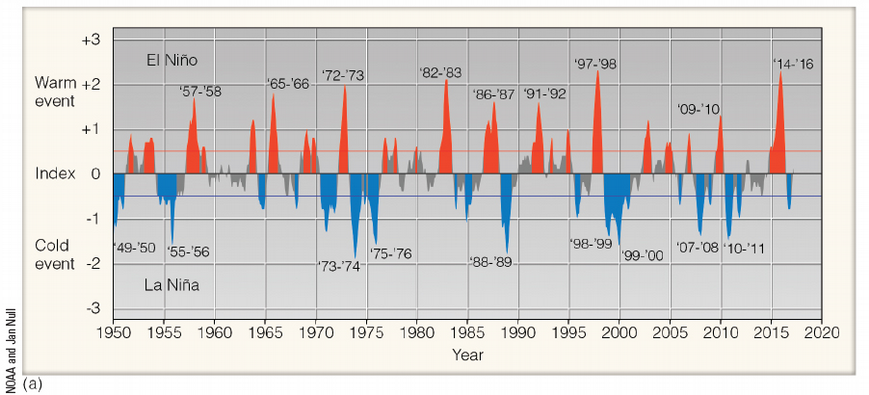 +3
El Niño
Warm event
+2
'57-'58
'65-'66
'72-'73
'82-'83
'86-'87
'91-'92
'97-'98
'09-'10
'14-'16
+1
Index
0
-1
Cold event
-2
'49-'50
'55-'56
'73-'74
'75-'76
'88-'89
'98-'99
'99-'00
'07-'08
'10-'11
La Niña
-3
1950 1955 1960 1965 1970 1975 1980 1985 1990 1995 2000 2005 2010 2015 2020
Year
NOAA and Jan Null
(a)